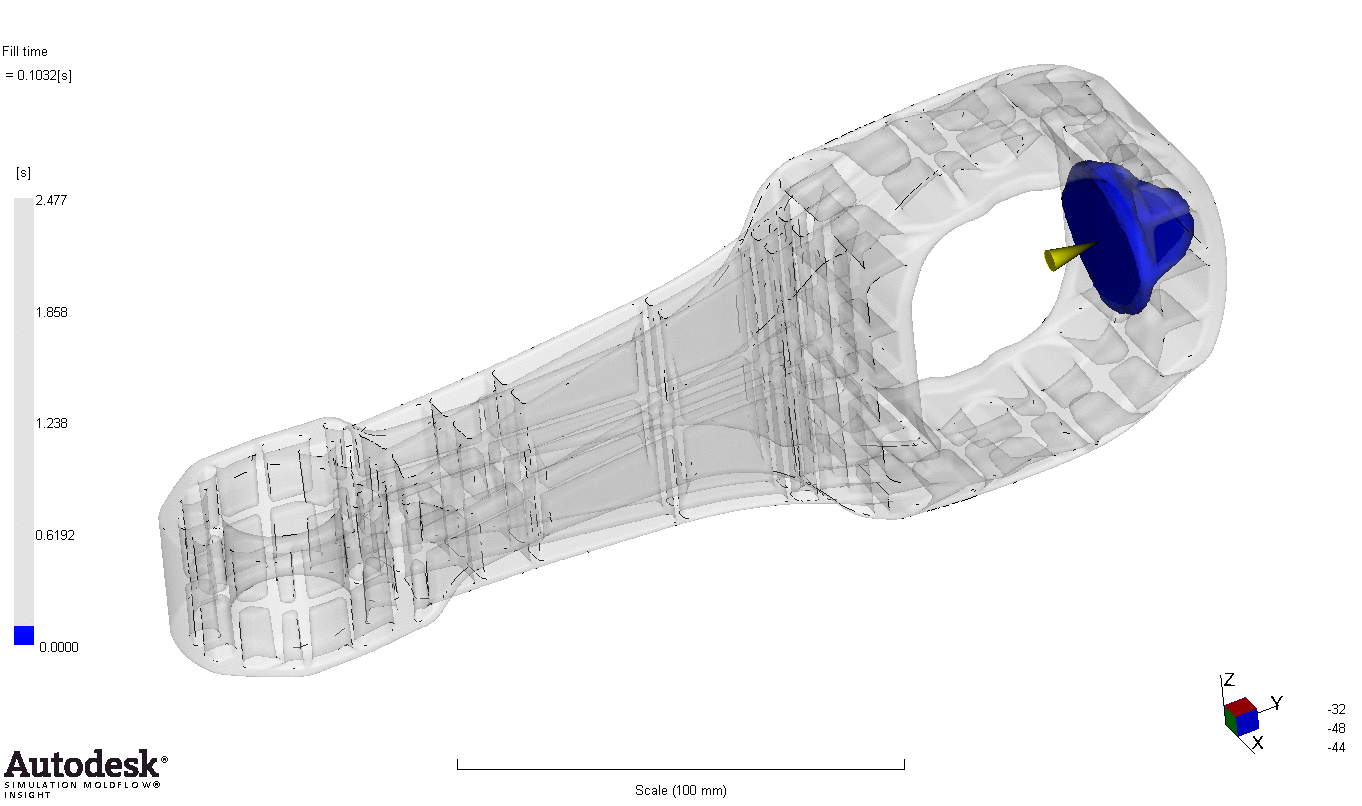 Fill time
= 0.1032[s]
[s]
2.477
1.858
1.238
0.6192
0.0000
Z
Y
X
-32
-48
-44
Autodesk®
SIMULATION MOLDFLOW®
INSIGHT
Scale (100 mm)